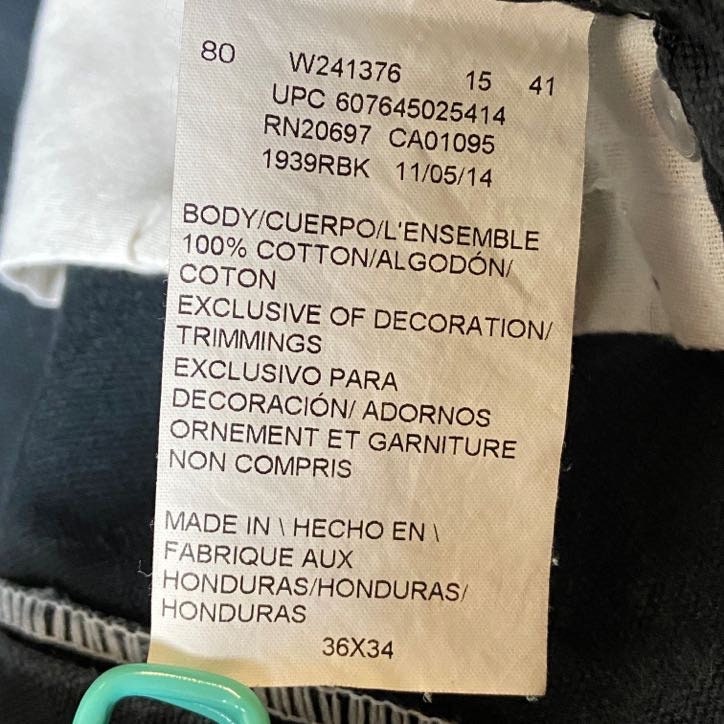 80 W241376 15 41
UPC 607645025414
RN20697 CA01095
1939RBK 11/05/14
BODY/CUERPO/L'ENSEMBLE
100% COTTON/ALGODÓN/
COTON
EXCLUSIVE OF DECORATION/
TRIMMINGS
EXCLUSIVO PARA
DECORACIÓN/ ADORNOS
ORNEMENT ET GARNITURE
NON COMPRIS
MADE IN \ HECHO EN \
FABRIQUE AUX
HONDURAS/HONDURAS/
HONDURAS
36X34